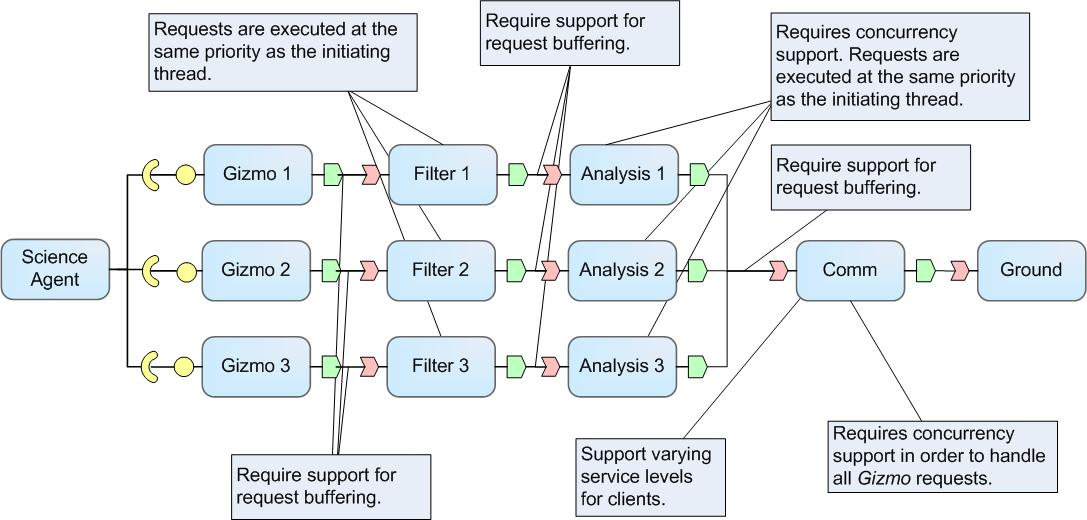 Requests are executed at the
same priority as the initiating
thread.
Require support for
request buffering.
Requires concurrency
support. Requests are
executed at the same priority
as the initiating thread.
Require support for
request buffering.
Gizmo 1
Filter 1
Analysis 1
Science
Agent
Gizmo 2
Filter 2
Analysis 2
Comm
Ground
Gizmo 3
Filter 3
Analysis 3
Require support for
request buffering.
Support varying
service levels
for clients.
Requires concurrency
support in order to handle
all Gizmo requests.